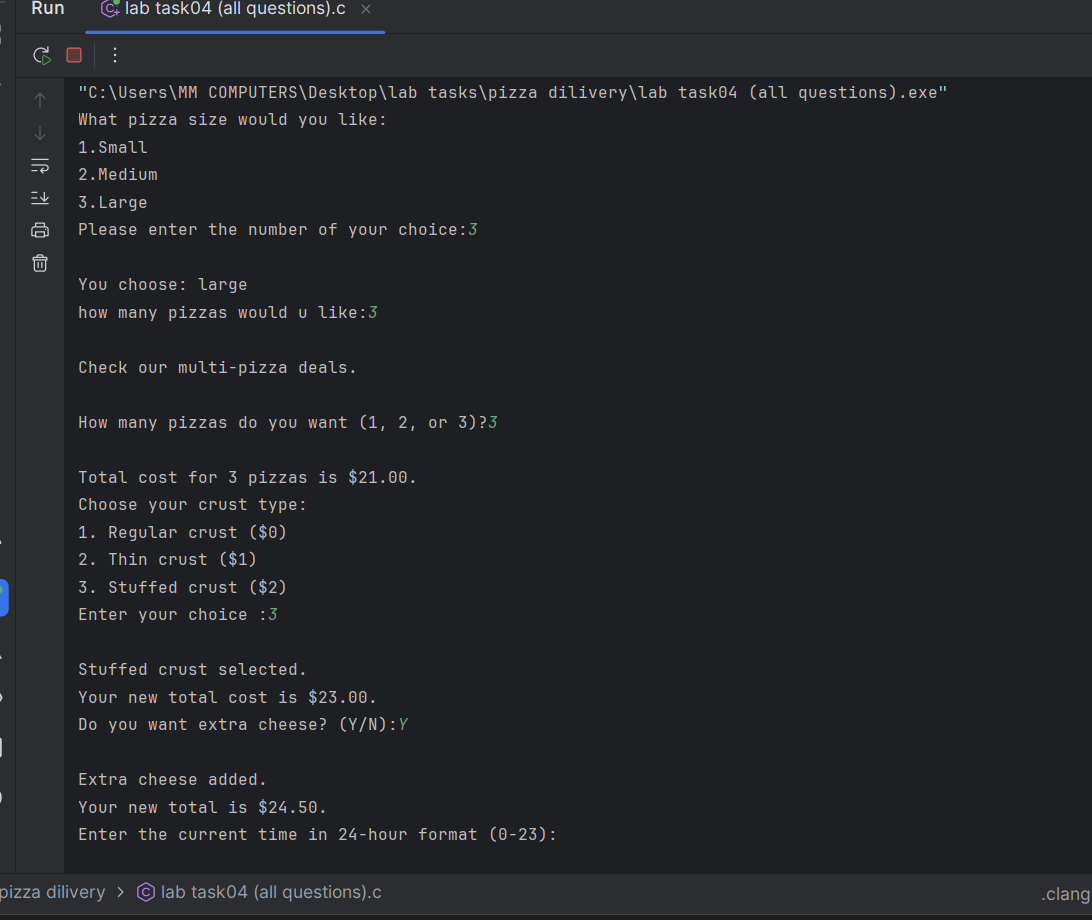 Run
lab task04 (all questions).c
"C:\Users\MM COMPUTERS\Desktop\lab tasks\pizza dilivery\lab task04 (all questions).exe"
What pizza size would you like:
1.Small
2.Medium
3.Large
Please enter the number of your choice:3
You choose: large
how many pizzas would u like:3
Check our multi-pizza deals.
How many pizzas do you want (1, 2, or 3)?3
Total cost for 3 pizzas is $21.00.
Choose your crust type:
1. Regular crust ($0)
2. Thin crust ($1)
3. Stuffed crust ($2)
Enter your choice :3
Stuffed crust selected.
Your new total cost is $23.00.
Do you want extra cheese? (Y/N):Y
Extra cheese added.
Your new total is $24.50.
Enter the current time in 24-hour format (0-23):
pizza dilivery > lab task04 (all questions).c
.clang